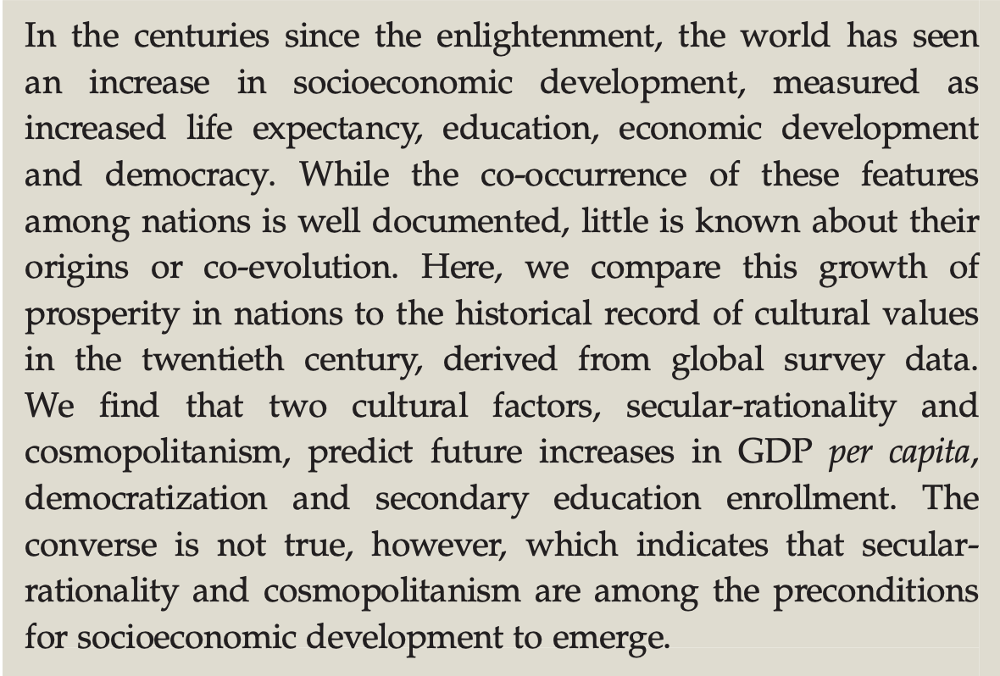 In the centuries since the enlightenment, the world has seen
an increase in socioeconomic development, measured as
increased life expectancy, education, economic development
and democracy. While the co-occurrence of these features
among nations is well documented, little is known about their
origins or co-evolution. Here, we compare this growth of
prosperity in nations to the historical record of cultural values
in the twentieth century, derived from global survey data.
We find that two cultural factors, secular-rationality and
cosmopolitanism, predict future increases in GDP per capita,
democratization and secondary education enrollment. The
converse is not true, however, which indicates that secular-
rationality and cosmopolitanism are among the preconditions
for socioeconomic development to emerge.